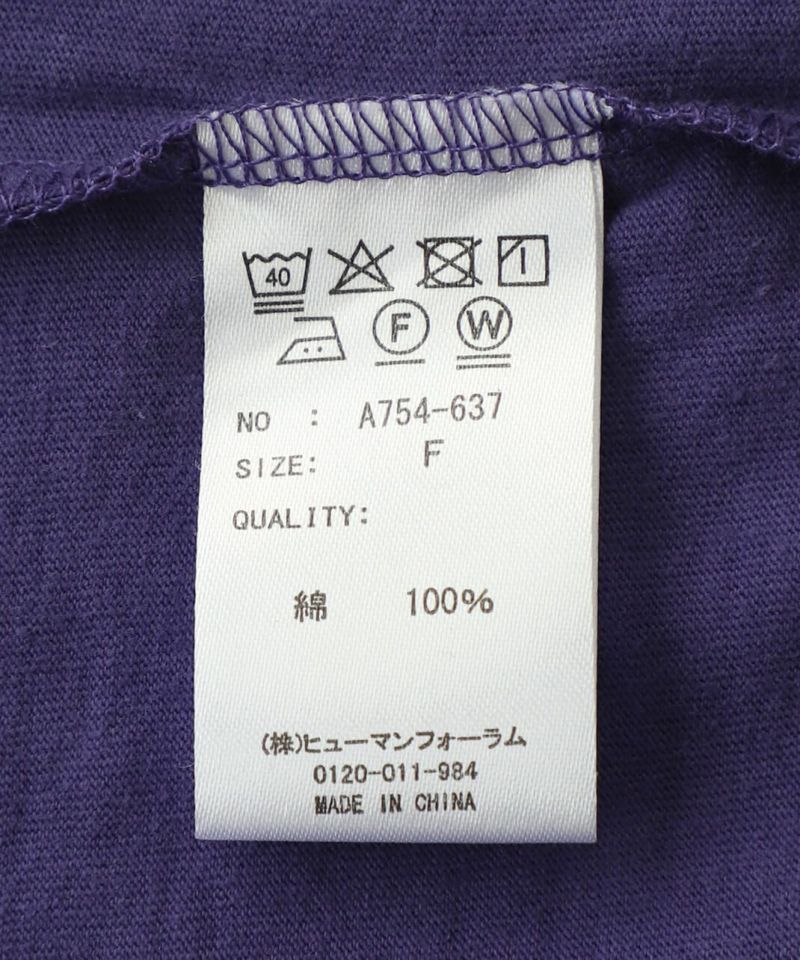 40
F
W
NO : A754-637
SIZE: F
QUALITY:
綿 100%
(株)ヒューマンフォーラム
0120-011-984
MADE IN CHINA